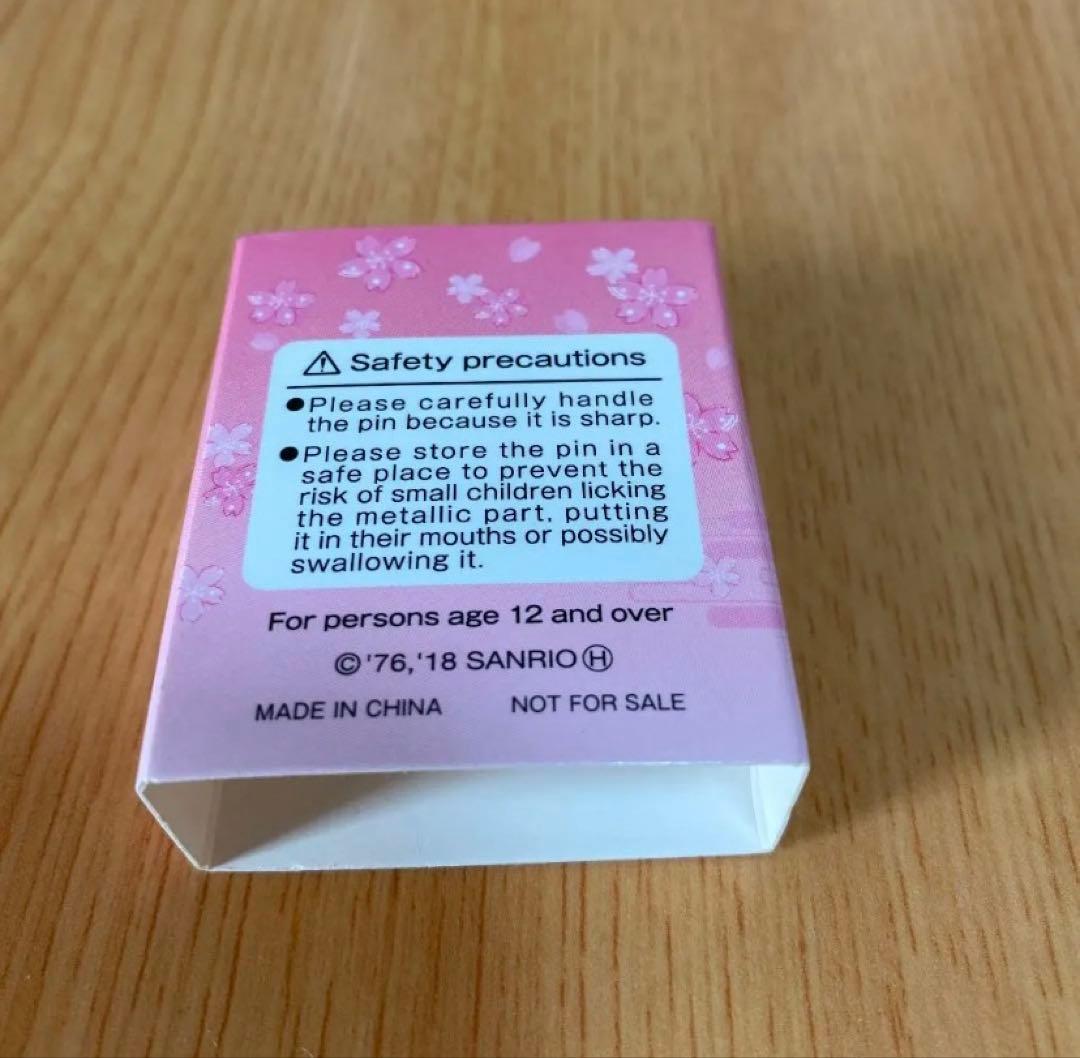 ⚠ Safety precautions
●Please carefully handle
the pin because it is sharp.
●Please store the pin in a
safe place to prevent the
risk of small children licking
the metallic part, putting
it in their mouths or possibly
swallowing it.
For persons age 12 and over
©'76,'18 SANRIO Ⓗ
MADE IN CHINA NOT FOR SALE